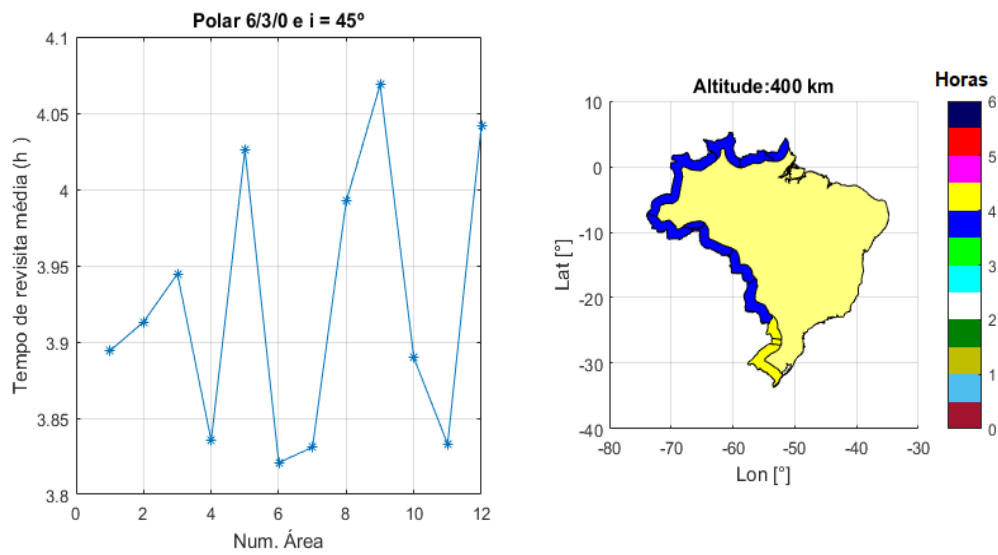 Polar 6/3/0 e i = 45º
4.1
4.05
4
3.95
3.9
3.85
3.8
Tempo de revisita média (h )
0 2 4 6 8 10 12
Num. Área
Altitude:400 km
10
0
-10
-20
-30
-40
Lat [°]
-80 -70 -60 -50 -40 -30
Lon [°]
Horas
6
5
4
3
2
1
0